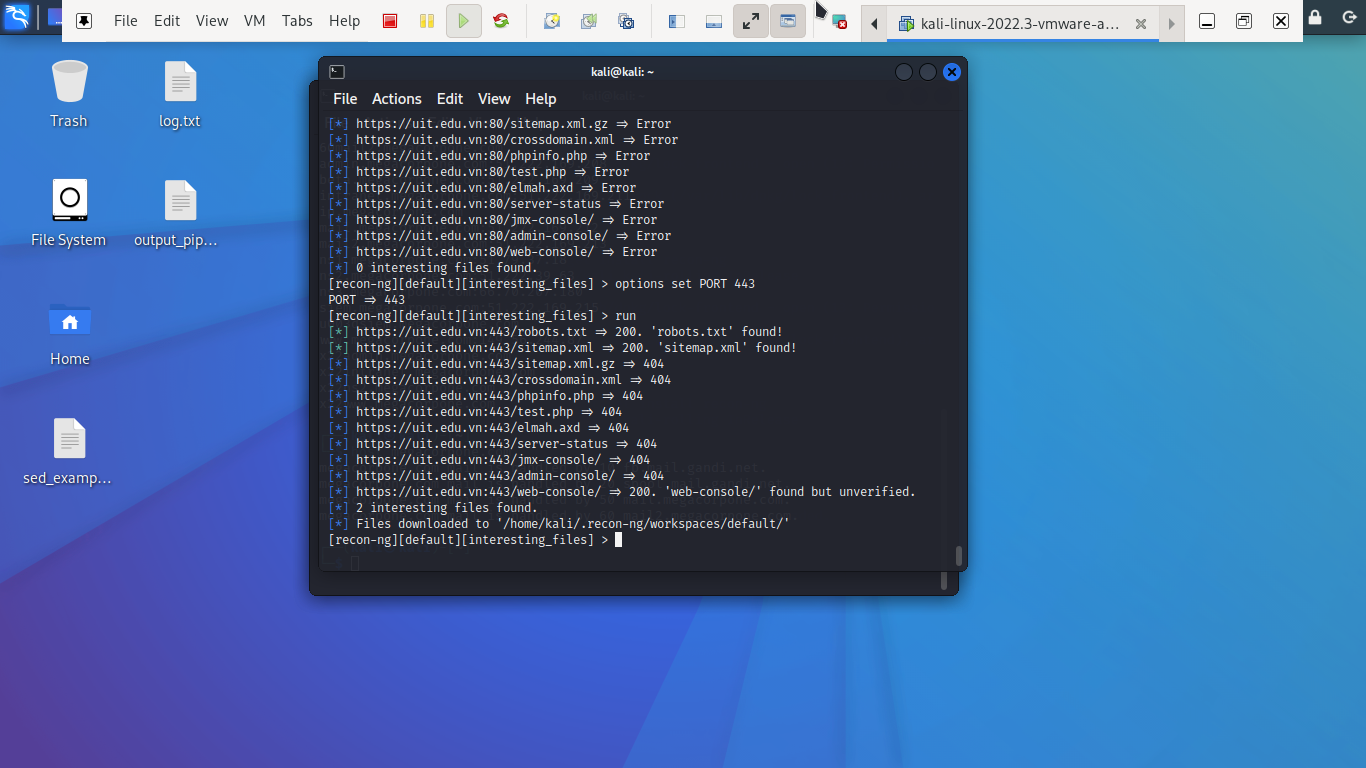 File Edit View VM Tabs Help
kali-linux-2022.3-vmware-a...
Trash
log.txt
File System
output_pip...
Home
sed_examp...
kali@kali: ~
File Actions Edit View Help
[*] https://uit.edu.vn:80/sitemap.xml.gz => Error
[*] https://uit.edu.vn:80/crossdomain.xml => Error
[*] https://uit.edu.vn:80/phpinfo.php => Error
[*] https://uit.edu.vn:80/test.php => Error
[*] https://uit.edu.vn:80/elmah.axd => Error
[*] https://uit.edu.vn:80/server-status => Error
[*] https://uit.edu.vn:80/jmx-console/ => Error
[*] https://uit.edu.vn:80/admin-console/ => Error
[*] https://uit.edu.vn:80/web-console/ => Error
[*] 0 interesting files found.
[recon-ng][default][interesting_files] > options set PORT 443
PORT => 443
[recon-ng][default][interesting_files] > run
[*] https://uit.edu.vn:443/robots.txt => 200. 'robots.txt' found!
[*] https://uit.edu.vn:443/sitemap.xml => 200. 'sitemap.xml' found!
[*] https://uit.edu.vn:443/sitemap.xml.gz => 404
[*] https://uit.edu.vn:443/crossdomain.xml => 404
[*] https://uit.edu.vn:443/phpinfo.php => 404
[*] https://uit.edu.vn:443/test.php => 404
[*] https://uit.edu.vn:443/elmah.axd => 404
[*] https://uit.edu.vn:443/server-status => 404
[*] https://uit.edu.vn:443/jmx-console/ => 404
[*] https://uit.edu.vn:443/admin-console/ => 404
[*] https://uit.edu.vn:443/web-console/ => 200. 'web-console/' found but unverified.
[*] 2 interesting files found.
[*] Files downloaded to '/home/kali/.recon-ng/workspaces/default/'
[recon-ng][default][interesting_files] >